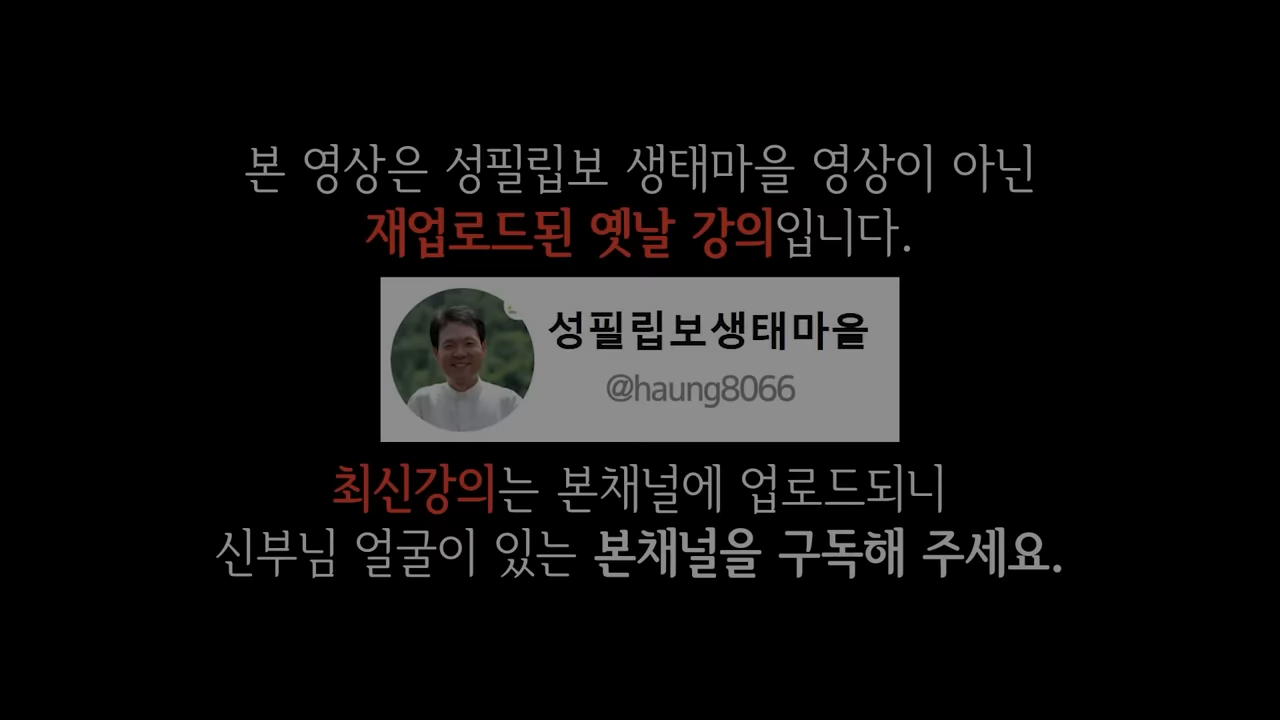 본 영상은 성필립보 생태마을 영상이 아닌
재업로드된 옛날 강의입니다.
성필립보생태마을
@haung8066
최신강의는 본채널에 업로드되니
신부님 얼굴이 있는 본채널을 구독해 주세요.